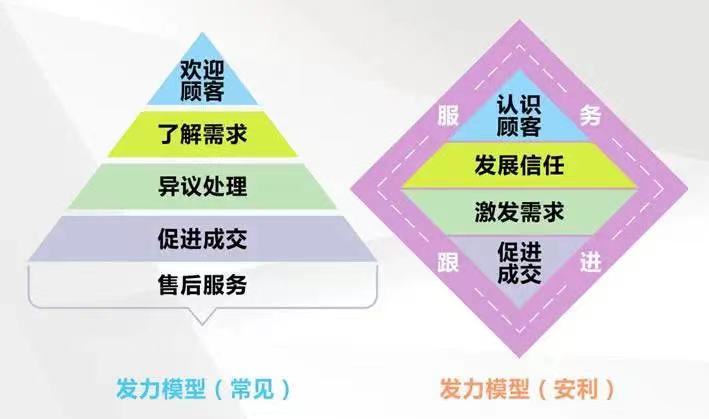 欢迎
顾客
了解需求
异议处理
促进成交
售后服务
发力模型（常见）
服
务
认识
顾客
发展信任
激发需求
促进
成交
跟
进
发力模型（安利）